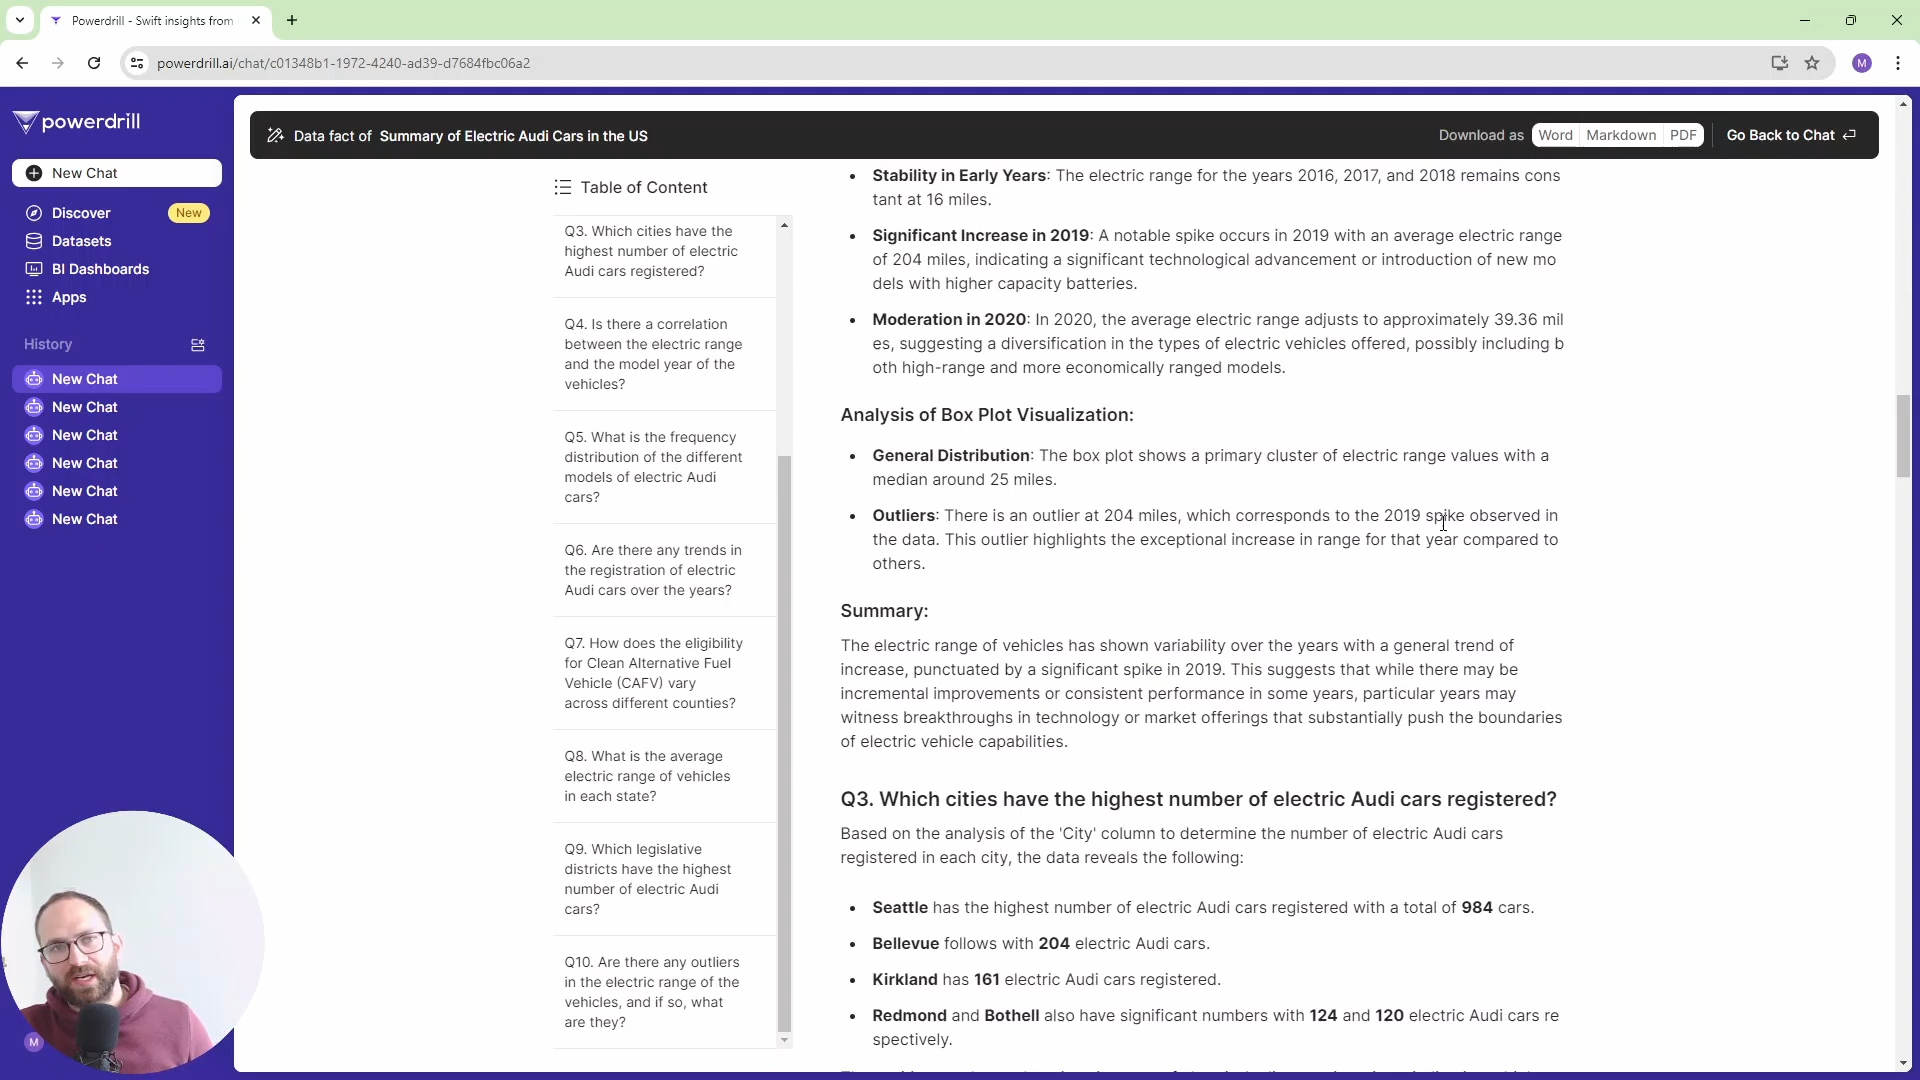 Powerdrill - Swift insights from
powerdrill.ai/chat/c01348b1-1972-4240-ad39-d7684fbc06a2
M
powerdrill
New Chat
Discover New
Datasets
BI Dashboards
Apps
History
New Chat
New Chat
New Chat
New Chat
New Chat
New Chat
M
Data fact of Summary of Electric Audi Cars in the US
Download as Word Markdown PDF Go Back to Chat
Table of Content
Q3. Which cities have the
highest number of electric
Audi cars registered?
Q4. Is there a correlation
between the electric range
and the model year of the
vehicles?
Q5. What is the frequency
distribution of the different
models of electric Audi
cars?
Q6. Are there any trends in
the registration of electric
Audi cars over the years?
Q7. How does the eligibility
for Clean Alternative Fuel
Vehicle (CAFV) vary
across different counties?
Q8. What is the average
electric range of vehicles
in each state?
Q9. Which legislative
districts have the highest
number of electric Audi
cars?
Q10. Are there any outliers
in the electric range of the
vehicles, and if so, what
are they?
Stability in Early Years: The electric range for the years 2016, 2017, and 2018 remains cons
tant at 16 miles.
Significant Increase in 2019: A notable spike occurs in 2019 with an average electric range
of 204 miles, indicating a significant technological advancement or introduction of new mo
dels with higher capacity batteries.
Moderation in 2020: In 2020, the average electric range adjusts to approximately 39.36 mil
es, suggesting a diversification in the types of electric vehicles offered, possibly including b
oth high-range and more economically ranged models.
Analysis of Box Plot Visualization:
General Distribution: The box plot shows a primary cluster of electric range values with a
median around 25 miles.
Outliers: There is an outlier at 204 miles, which corresponds to the 2019 spike observed in
the data. This outlier highlights the exceptional increase in range for that year compared to
others.
Summary:
The electric range of vehicles has shown variability over the years with a general trend of
increase, punctuated by a significant spike in 2019. This suggests that while there may be
incremental improvements or consistent performance in some years, particular years may
witness breakthroughs in technology or market offerings that substantially push the boundaries
of electric vehicle capabilities.
Q3. Which cities have the highest number of electric Audi cars registered?
Based on the analysis of the 'City' column to determine the number of electric Audi cars
registered in each city, the data reveals the following:
Seattle has the highest number of electric Audi cars registered with a total of 984 cars.
Bellevue follows with 204 electric Audi cars.
Kirkland has 161 electric Audi cars registered.
Redmond and Bothell also have significant numbers with 124 and 120 electric Audi cars re
spectively.